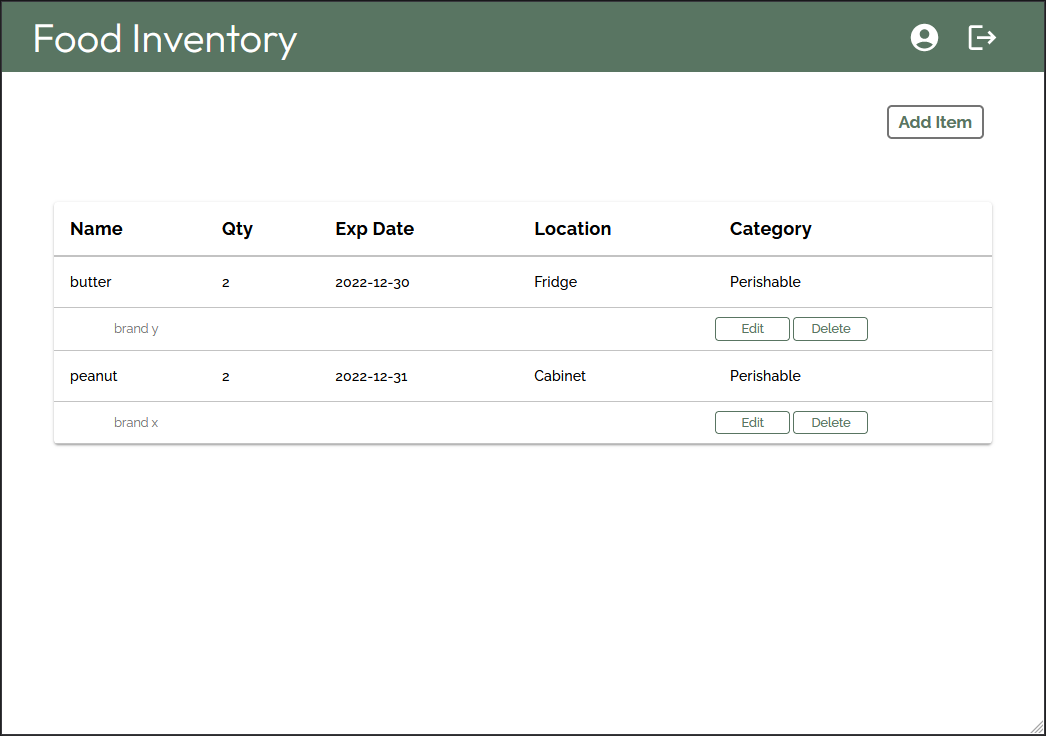 Food Inventory
Add Item
Name Qty Exp Date Location Category
butter 2 2022-12-30 Fridge Perishable
brand y Edit Delete
peanut 2 2022-12-31 Cabinet Perishable
brand x Edit Delete